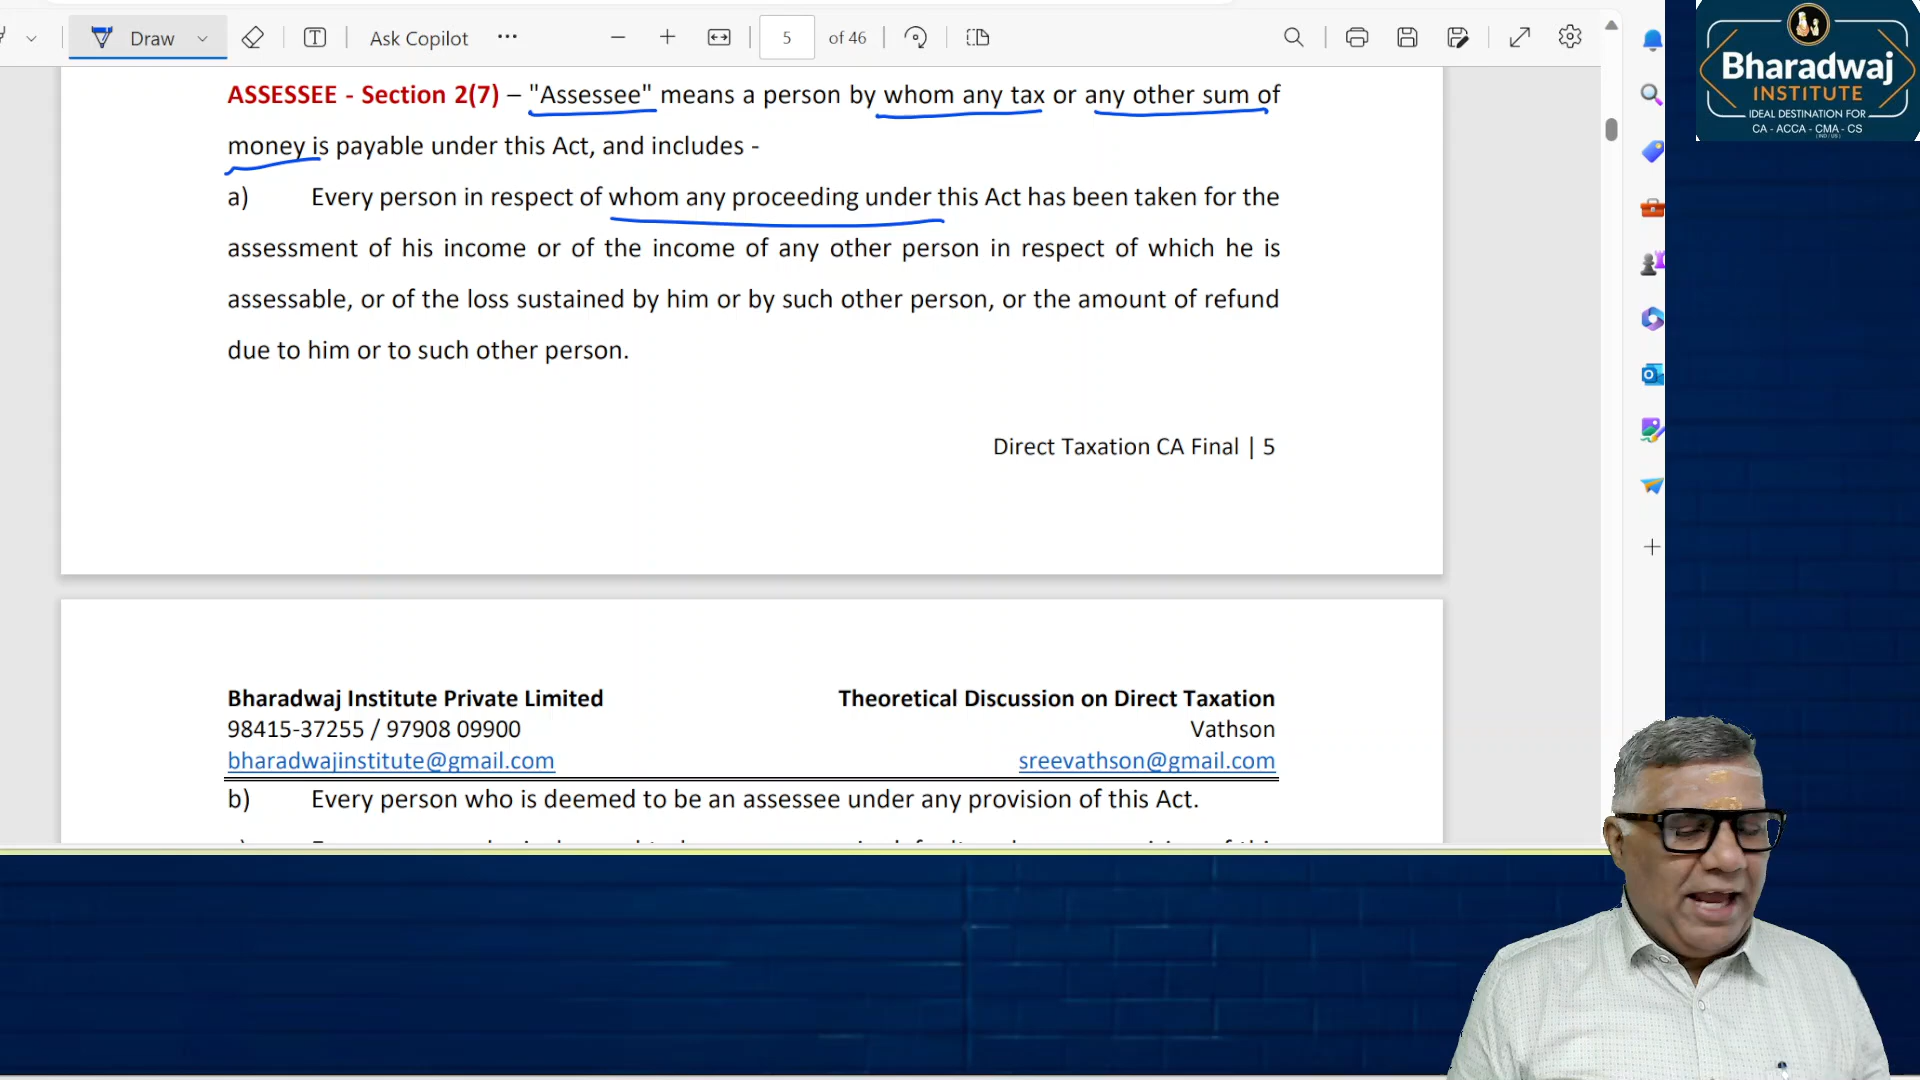 Draw
Ask Copilot
5 of 46
Bharadwaj
INSTITUTE
IDEAL DESTINATION FOR
CA - ACCA - CMA - CS
ASSESSEE - Section 2(7) – "Assessee" means a person by whom any tax or any other sum of
money is payable under this Act, and includes -
a) Every person in respect of whom any proceeding under this Act has been taken for the
assessment of his income or of the income of any other person in respect of which he is
assessable, or of the loss sustained by him or by such other person, or the amount of refund
due to him or to such other person.
Direct Taxation CA Final | 5
Bharadwaj Institute Private Limited Theoretical Discussion on Direct Taxation
98415-37255 / 97908 09900 Vathson
bharadwajinstitute@gmail.com sreevathson@gmail.com
b) Every person who is deemed to be an assessee under any provision of this Act.